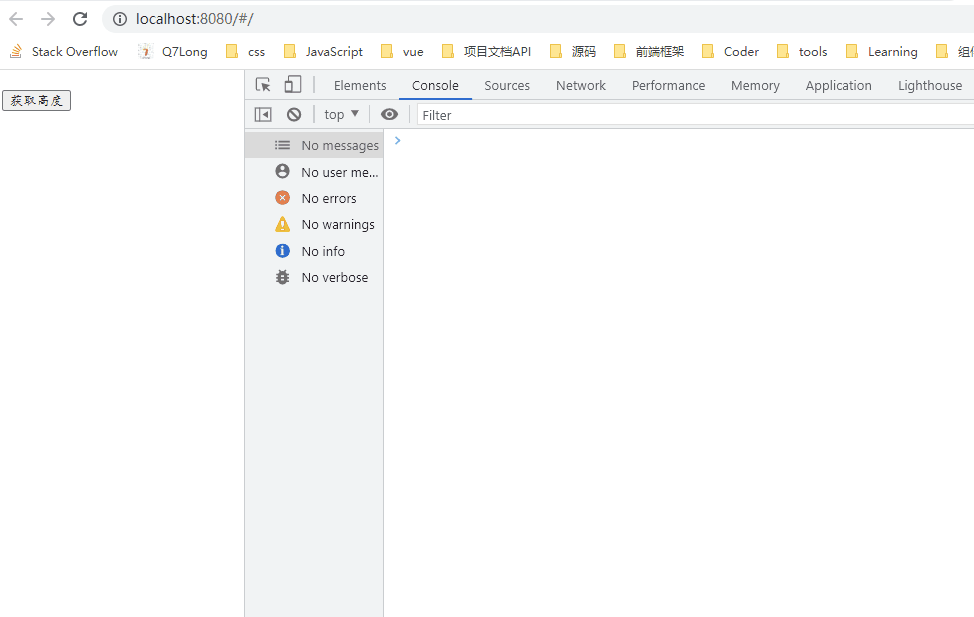 localhost:8080/#/
Stack Overflow Q7Long css JavaScript vue 项目文档API 源码 前端框架 Coder tools Learning 组件
获取高度
Elements Console Sources Network Performance Memory Application Lighthouse
top ▼ Filter
No messages
No user me...
No errors
No warnings
No info
No verbose